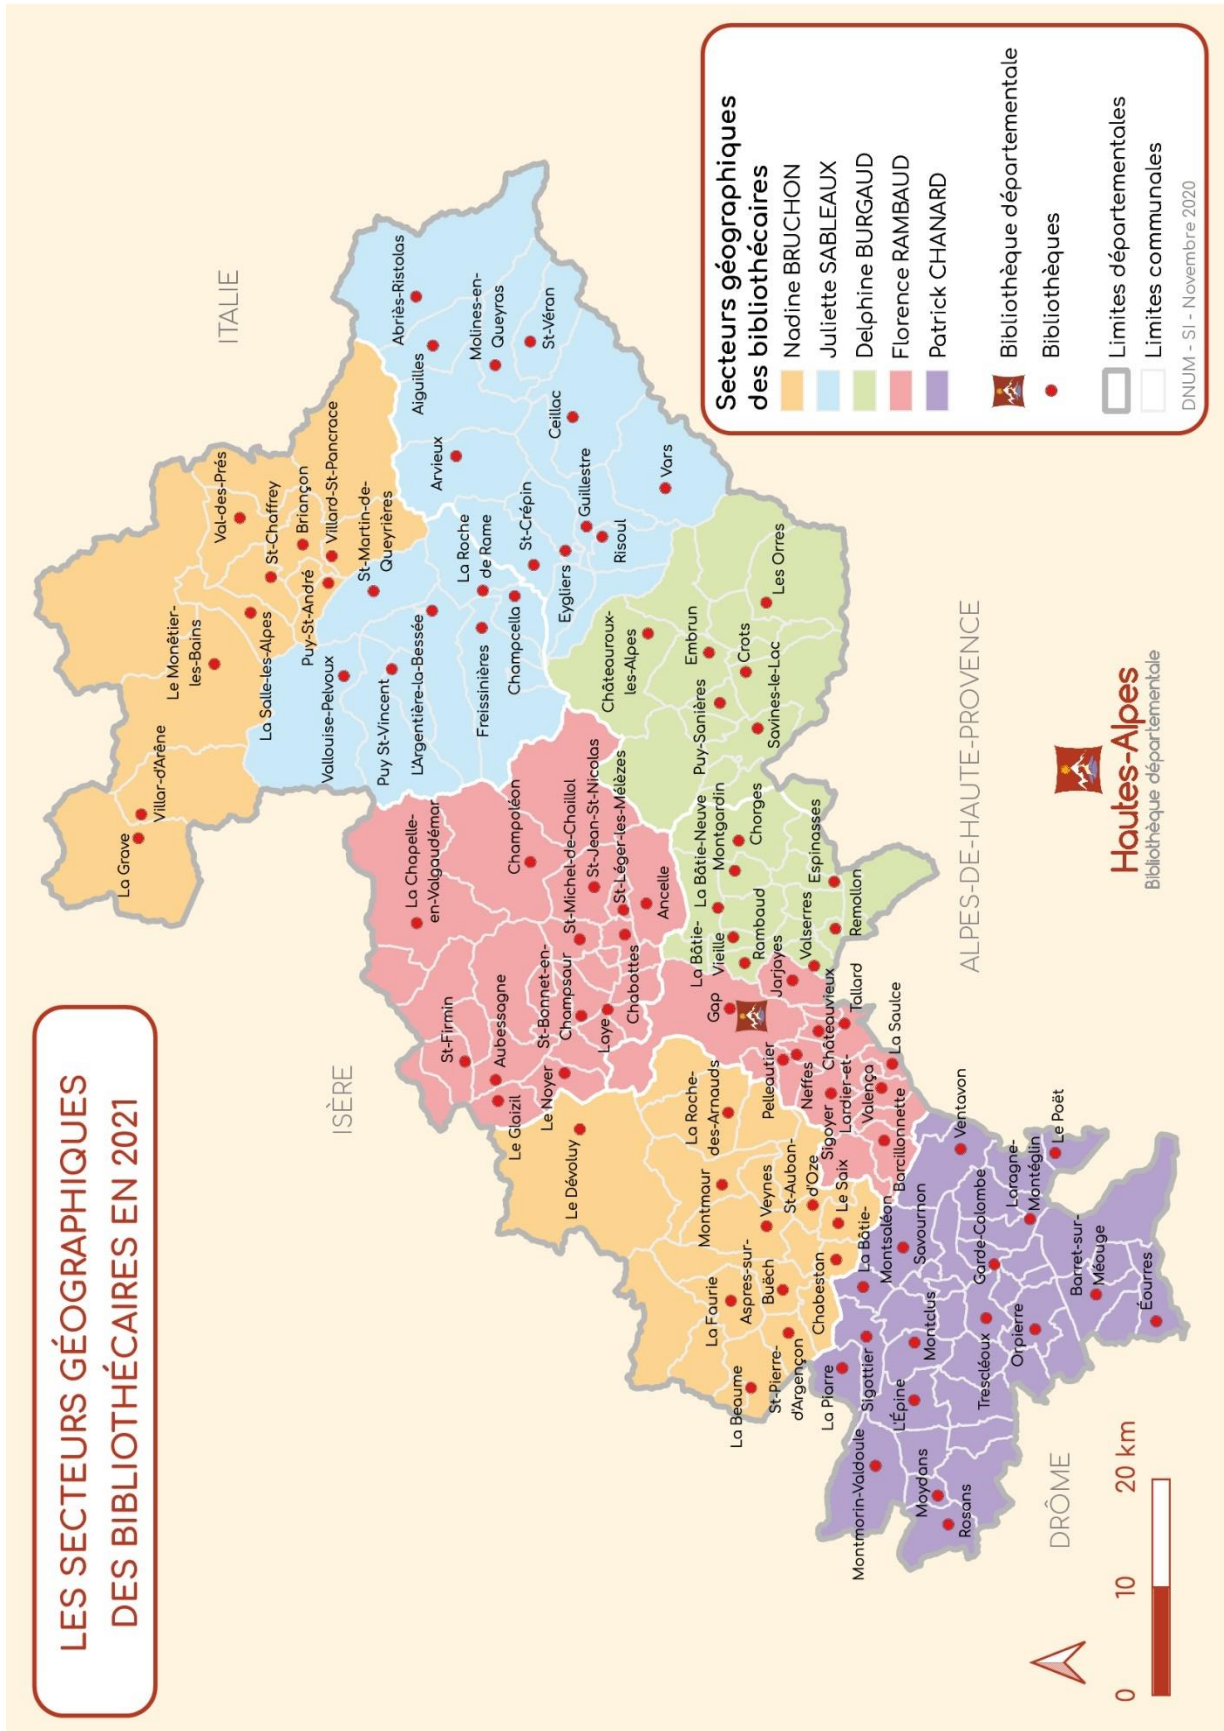 LES SECTEURS GÉOGRAPHIQUES
DES BIBLIOTHÉCAIRES EN 2021
ITALIE
ISÈRE
DRÔME
ALPES-DE-HAUTE-PROVENCE
La Grave
Villar-d'Arêne
Le Monêtier-
les-Bains
La Salle-les-Alpes
Val-des-Prés
St-Chaffrey
Briançon
Puy-St-André
Villard-St-Pancrace
St-Martin-de-
Queyrières
Vallouise-Pelvoux
Puy St-Vincent
L'Argentière-la-Bessée
Freissinières
Champcella
La Roche
de Rame
St-Crépin
Eygliers
Guillestre
Risoul
Vars
Ceillac
Arvieux
Aiguilles
Abriès-Ristolas
Molines-en-
Queyras
St-Véran
La Chapelle-
en-Valgaudémar
Champoléon
St-Michel-de-Chaillol
St-Jean-St-Nicolas
St-Léger-les-Mélèzes
Ancelle
St-Firmin
Aubessagne
Le Glaizil
Le Noyer
St-Bonnet-en-
Champsaur
Laye
Chabottes
Châteauroux-
les-Alpes
Embrun
Les Orres
Crots
Puy-Sanières
Savines-le-Lac
La Bâtie-Neuve
Montgardin
Chorges
La Bâtie-
Vieille
Rambaud
Espinasses
Valserres
Remollon
Gap
Jarjayes
Pelleautier
Neffes
Châteauvieux
Tallard
Sigoyer
Lardier-et-
Valença
La Saulce
Barcillonnette
Le Dévoluy
La Roche-
des-Arnauds
Montmaur
Veynes
St-Auban-
d'Oze
Le Saix
La Faurie
Aspres-sur-
Buëch
Chabestan
La Beaume
St-Pierre-
d'Argençon
La Bâtie-
Montsaléon
Savournon
Ventavon
La Piarre
Sigottier
Montclus
L'Épine
Garde-Colombe
Laragne-
Montéglin
Le Poët
Trescléoux
Orpierre
Barret-sur-
Méouge
Éourres
Montmorin-Valdoule
Moydans
Rosans
0 10 20 km
Hautes-Alpes
Bibliothèque départementale
Secteurs géographiques
des bibliothécaires
Nadine BRUCHON
Juliette SABLEAUX
Delphine BURGAUD
Florence RAMBAUD
Patrick CHANARD
Bibliothèque départementale
Bibliothèques
Limites départementales
Limites communales
DNUM - SI - Novembre 2020